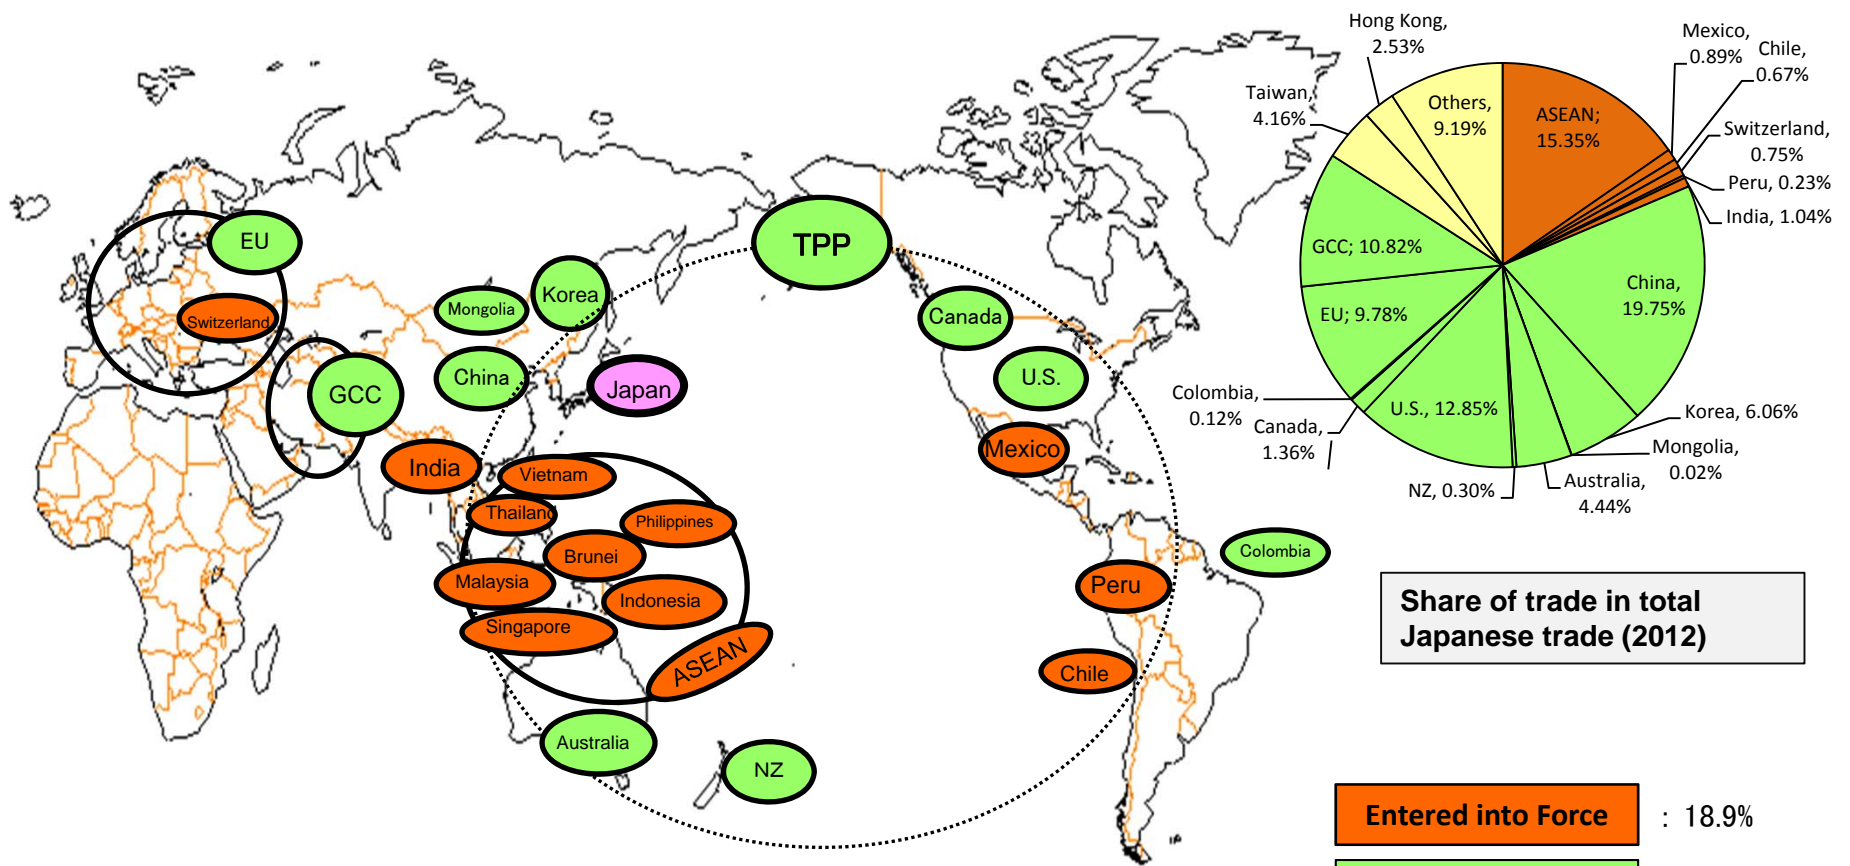 EU
Switzerland
GCC
Mongolia
Korea
China
Japan
India
Vietnam
Thailand
Philippines
Brunei
Malaysia
Indonesia
Singapore
ASEAN
Australia
NZ
TPP
Canada
U.S.
Mexico
Colombia
Peru
Chile
Hong Kong,
2.53%
Taiwan,
4.16%
Others,
9.19%
ASEAN;
15.35%
Mexico,
0.89%
Chile,
0.67%
Switzerland,
0.75%
Peru, 0.23%
India, 1.04%
China,
19.75%
Korea, 6.06%
Mongolia,
0.02%
Australia,
4.44%
NZ, 0.30%
U.S., 12.85%
Canada,
1.36%
Colombia,
0.12%
EU; 9.78%
GCC; 10.82%
Share of trade in total
Japanese trade (2012)
Entered into Force : 18.9%